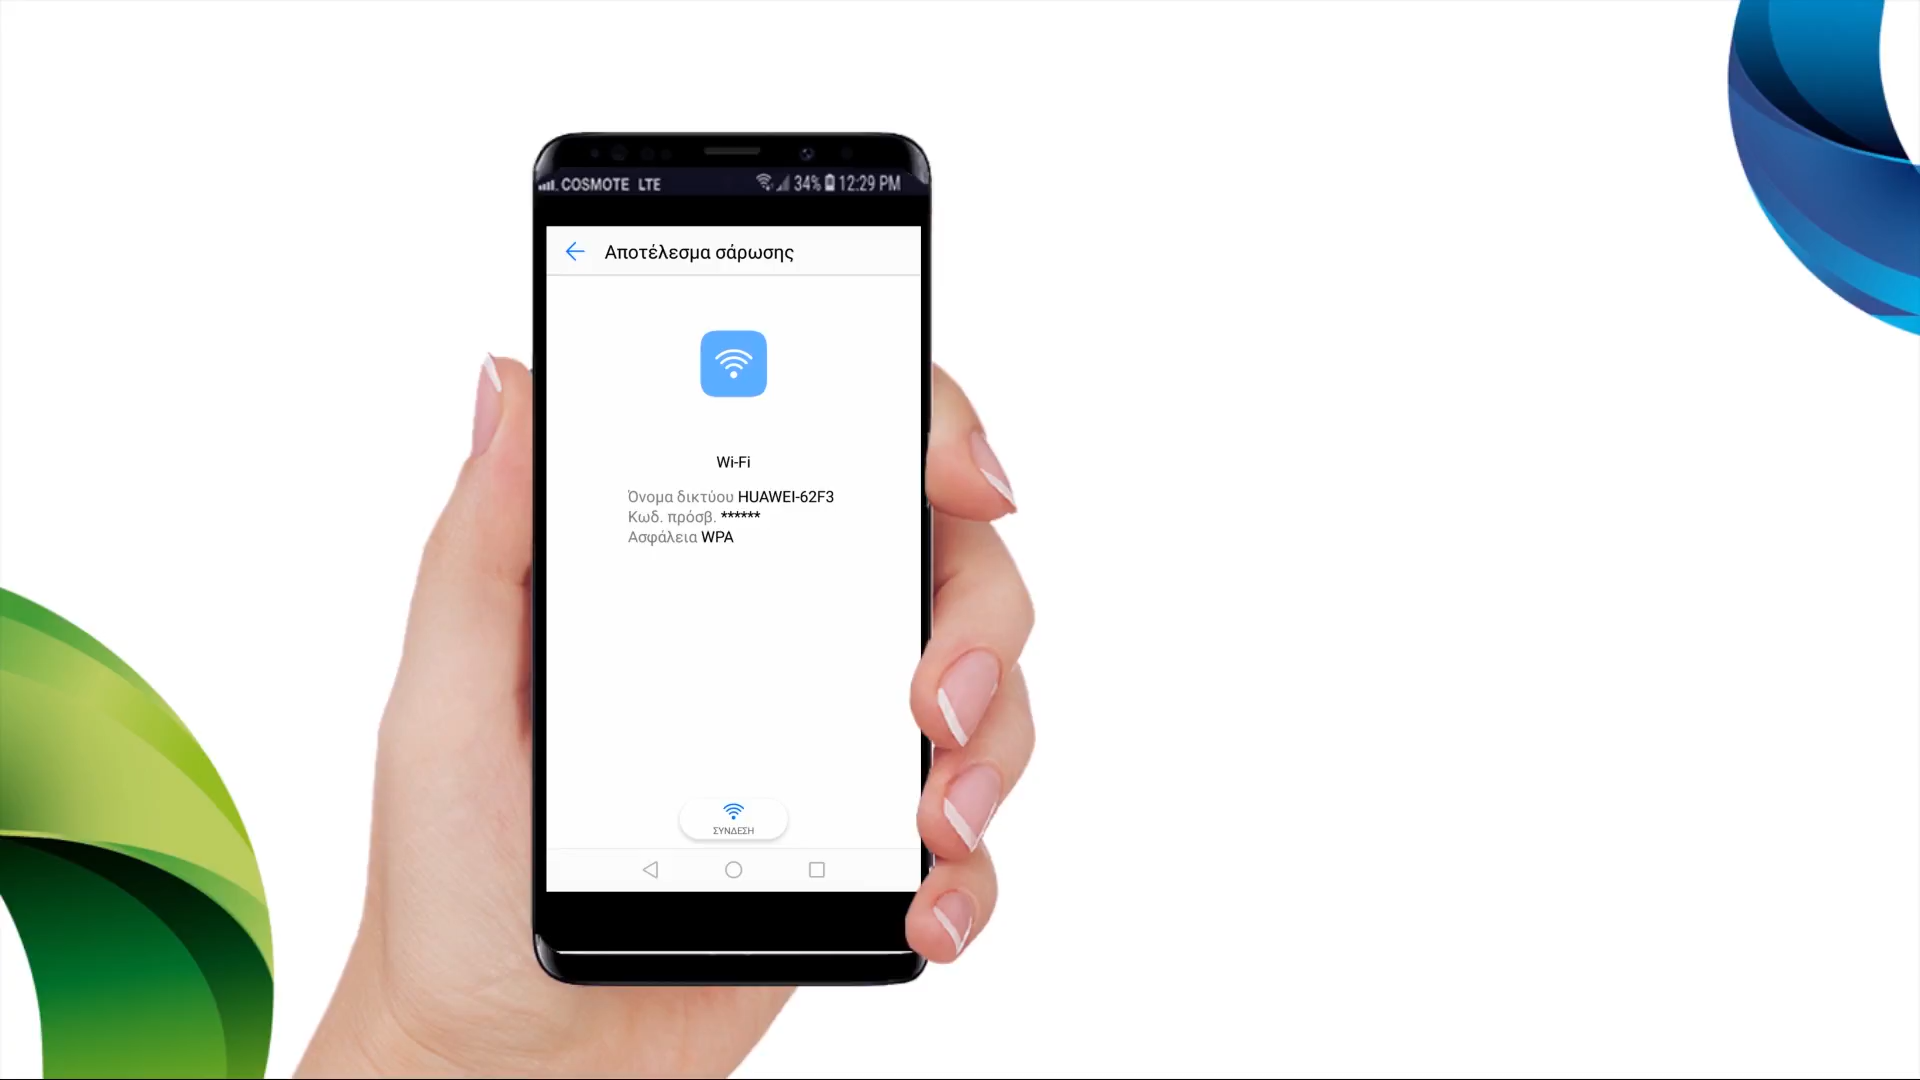 COSMOTE LTE 34% 12:29 PM
Αποτέλεσμα σάρωσης
Wi-Fi
Όνομα δικτύου HUAWEI-62F3
Κωδ. πρόσβ. ******
Ασφάλεια WPA
ΣΥΝΔΕΣΗ